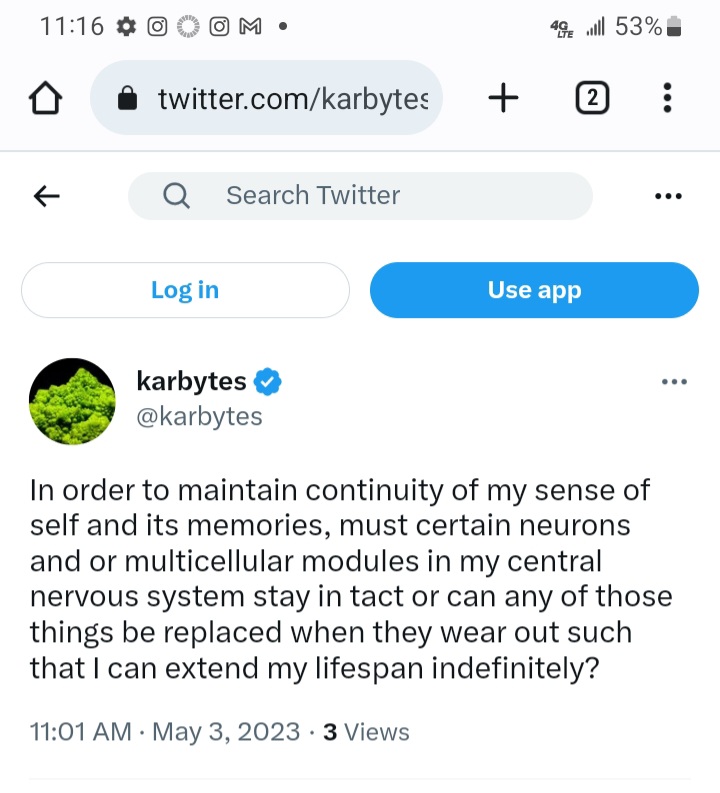 11:16
4G LTE 53%
twitter.com/karbytes
2
Search Twitter
Log in
Use app
karbytes
@karbytes
In order to maintain continuity of my sense of
self and its memories, must certain neurons
and or multicellular modules in my central
nervous system stay in tact or can any of those
things be replaced when they wear out such
that I can extend my lifespan indefinitely?
11:01 AM · May 3, 2023 · 3 Views